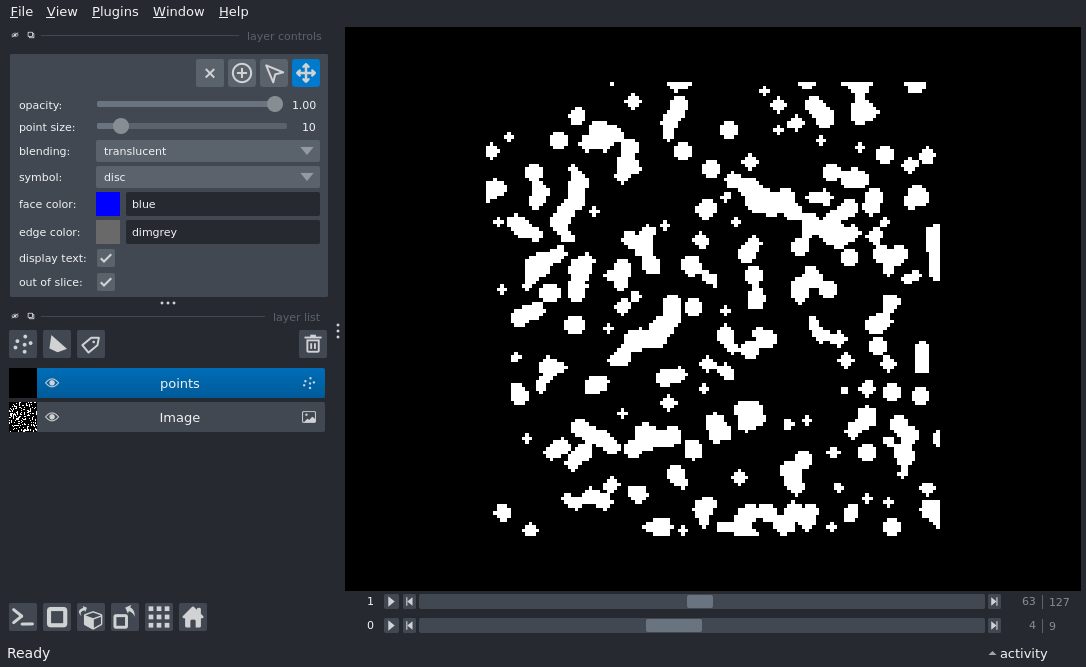 File View Plugins Window Help
layer controls
opacity: 1.00
point size: 10
blending: translucent
symbol: disc
face color: blue
edge color: dimgrey
display text:
out of slice:
layer list
points
Image
1 63 | 127
0 4 | 9
Ready activity